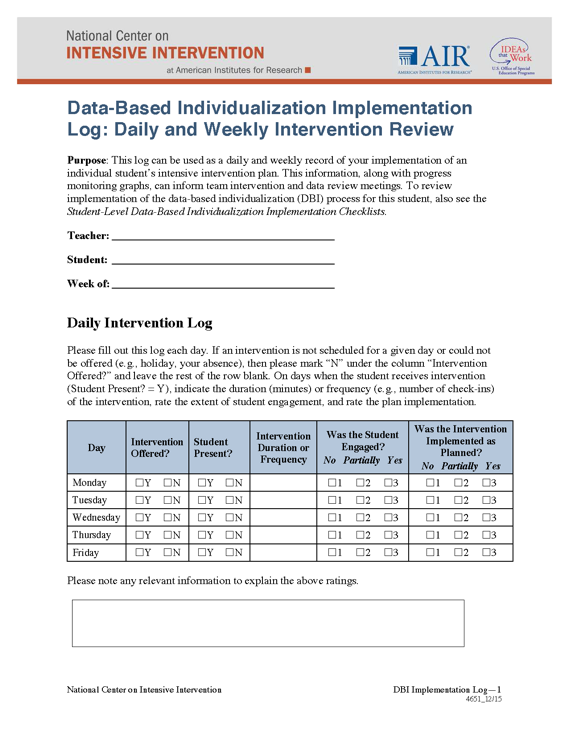 National Center on
INTENSIVE INTERVENTION
at American Institutes for Research
AIR®
AMERICAN INSTITUTES FOR RESEARCH®
IDEAs
that
Work
U.S. Office of Special
Education Programs
Data-Based Individualization Implementation
Log: Daily and Weekly Intervention Review
Purpose: This log can be used as a daily and weekly record of your implementation of an
individual student’s intensive intervention plan. This information, along with progress
monitoring graphs, can inform team intervention and data review meetings. To review
implementation of the data-based individualization (DBI) process for this student, also see the
Student-Level Data-Based Individualization Implementation Checklists.
Teacher:
Student:
Week of:
Daily Intervention Log
Please fill out this log each day. If an intervention is not scheduled for a given day or could not
be offered (e.g., holiday, your absence), then please mark “N” under the column “Intervention
Offered?” and leave the rest of the row blank. On days when the student receives intervention
(Student Present? = Y), indicate the duration (minutes) or frequency (e.g., number of check-ins)
of the intervention, rate the extent of student engagement, and rate the plan implementation.
Day
Intervention
Offered?
Student
Present?
Intervention
Duration or
Frequency
Was the Student
Engaged?
No Partially Yes
Was the Intervention
Implemented as
Planned?
No Partially Yes
Monday ☐Y ☐N ☐Y ☐N ☐1 ☐2 ☐3 ☐1 ☐2 ☐3
Tuesday ☐Y ☐N ☐Y ☐N ☐1 ☐2 ☐3 ☐1 ☐2 ☐3
Wednesday ☐Y ☐N ☐Y ☐N ☐1 ☐2 ☐3 ☐1 ☐2 ☐3
Thursday ☐Y ☐N ☐Y ☐N ☐1 ☐2 ☐3 ☐1 ☐2 ☐3
Friday ☐Y ☐N ☐Y ☐N ☐1 ☐2 ☐3 ☐1 ☐2 ☐3
Please note any relevant information to explain the above ratings.
National Center on Intensive Intervention DBI Implementation Log—1
4651_12/15